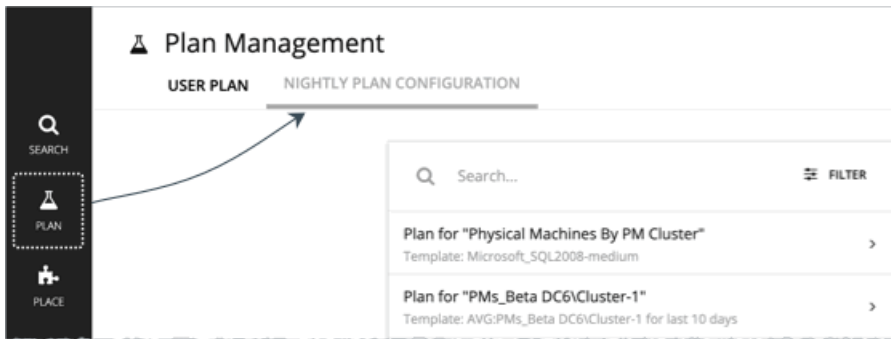 Plan Management
USER PLAN NIGHTLY PLAN CONFIGURATION
SEARCH
PLAN
PLACE
Search... FILTER
Plan for "Physical Machines By PM Cluster"
Template: Microsoft_SQL2008-medium
Plan for "PMs_Beta DC6\Cluster-1"
Template: AVG:PMs_Beta DC6\Cluster-1 for last 10 days